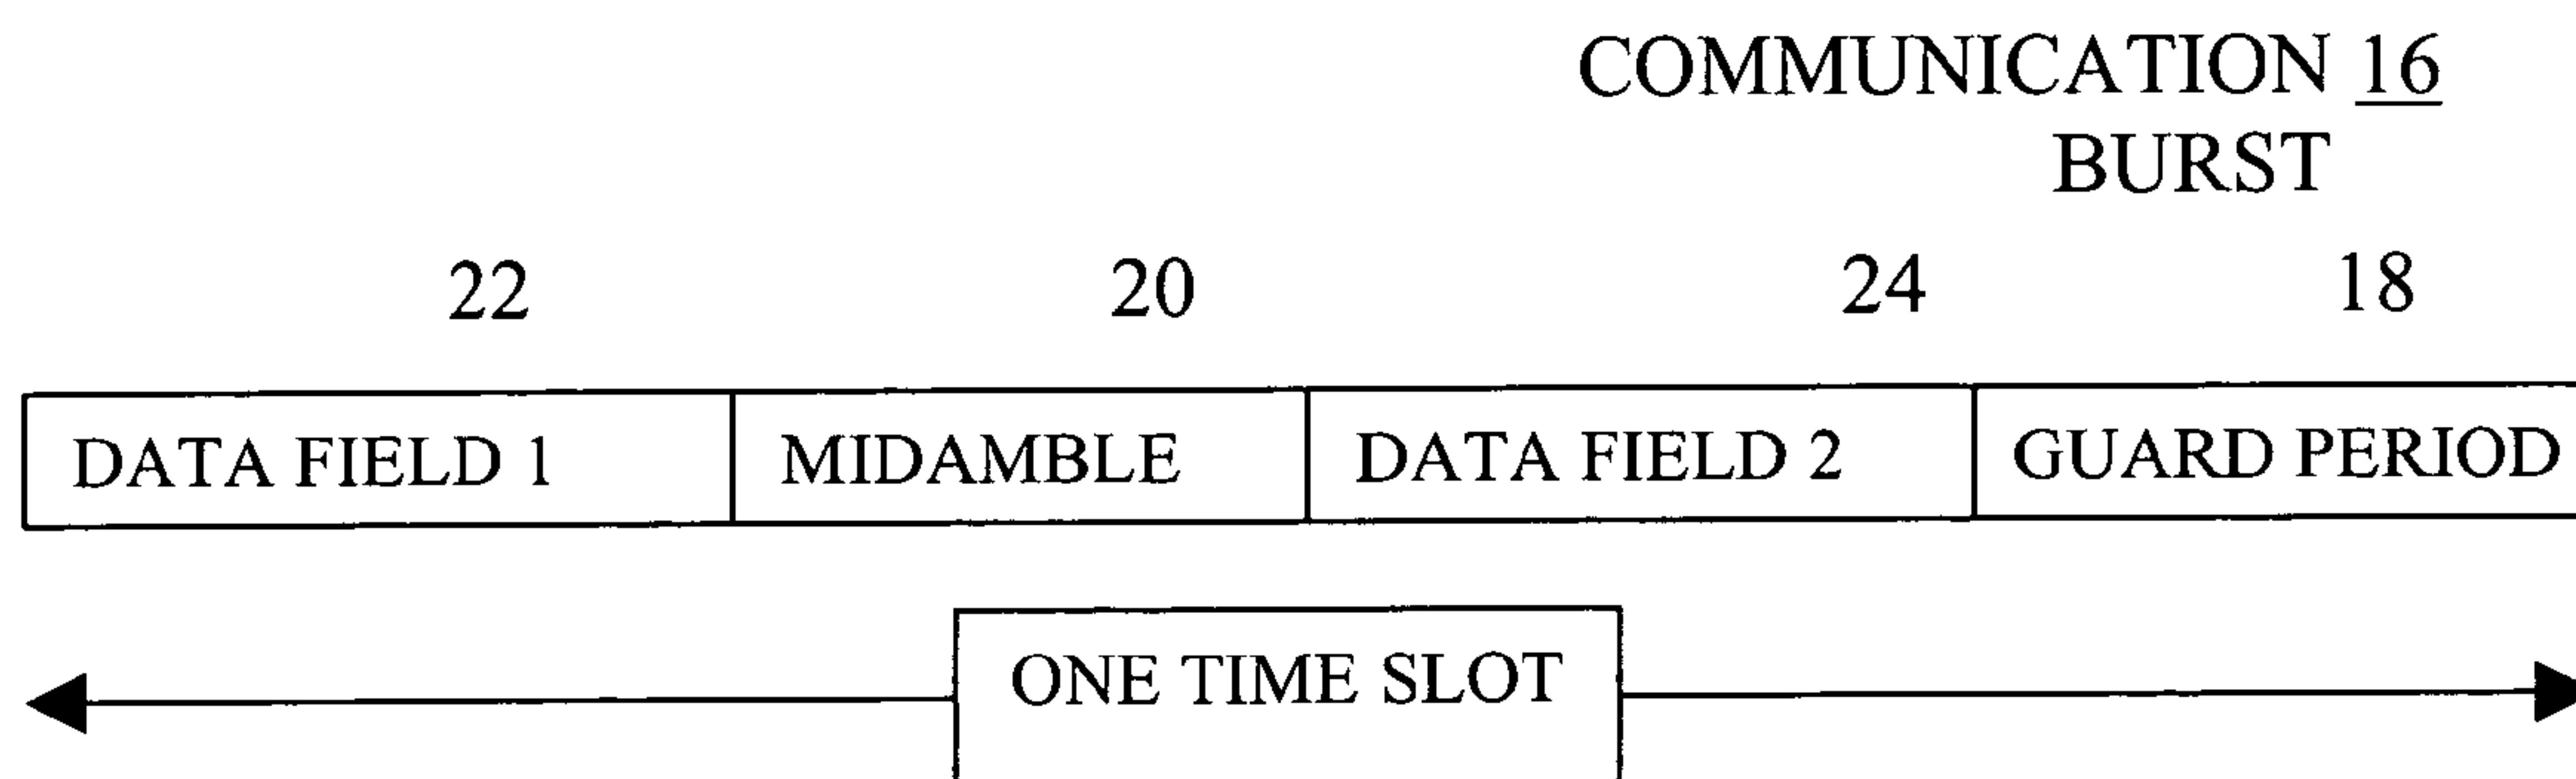 COMMUNICATION 16
BURST
22 20 24 18
DATA FIELD 1 MIDAMBLE DATA FIELD 2 GUARD PERIOD
ONE TIME SLOT